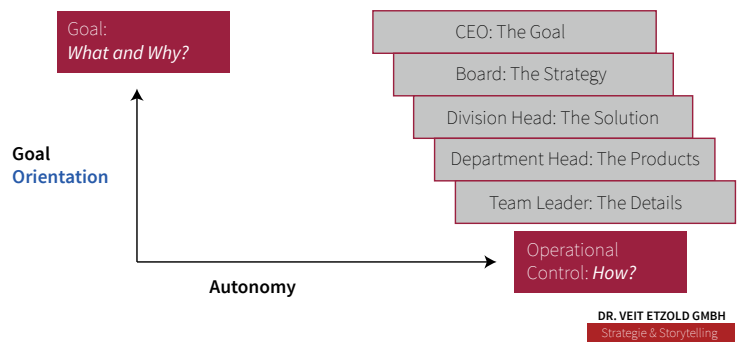 Goal:
What and Why?
CEO: The Goal
Board: The Strategy
Division Head: The Solution
Department Head: The Products
Team Leader: The Details
Goal
Orientation
Autonomy
Operational
Control: How?
DR. VEIT ETZOLD GMBH
Strategie & Storytelling